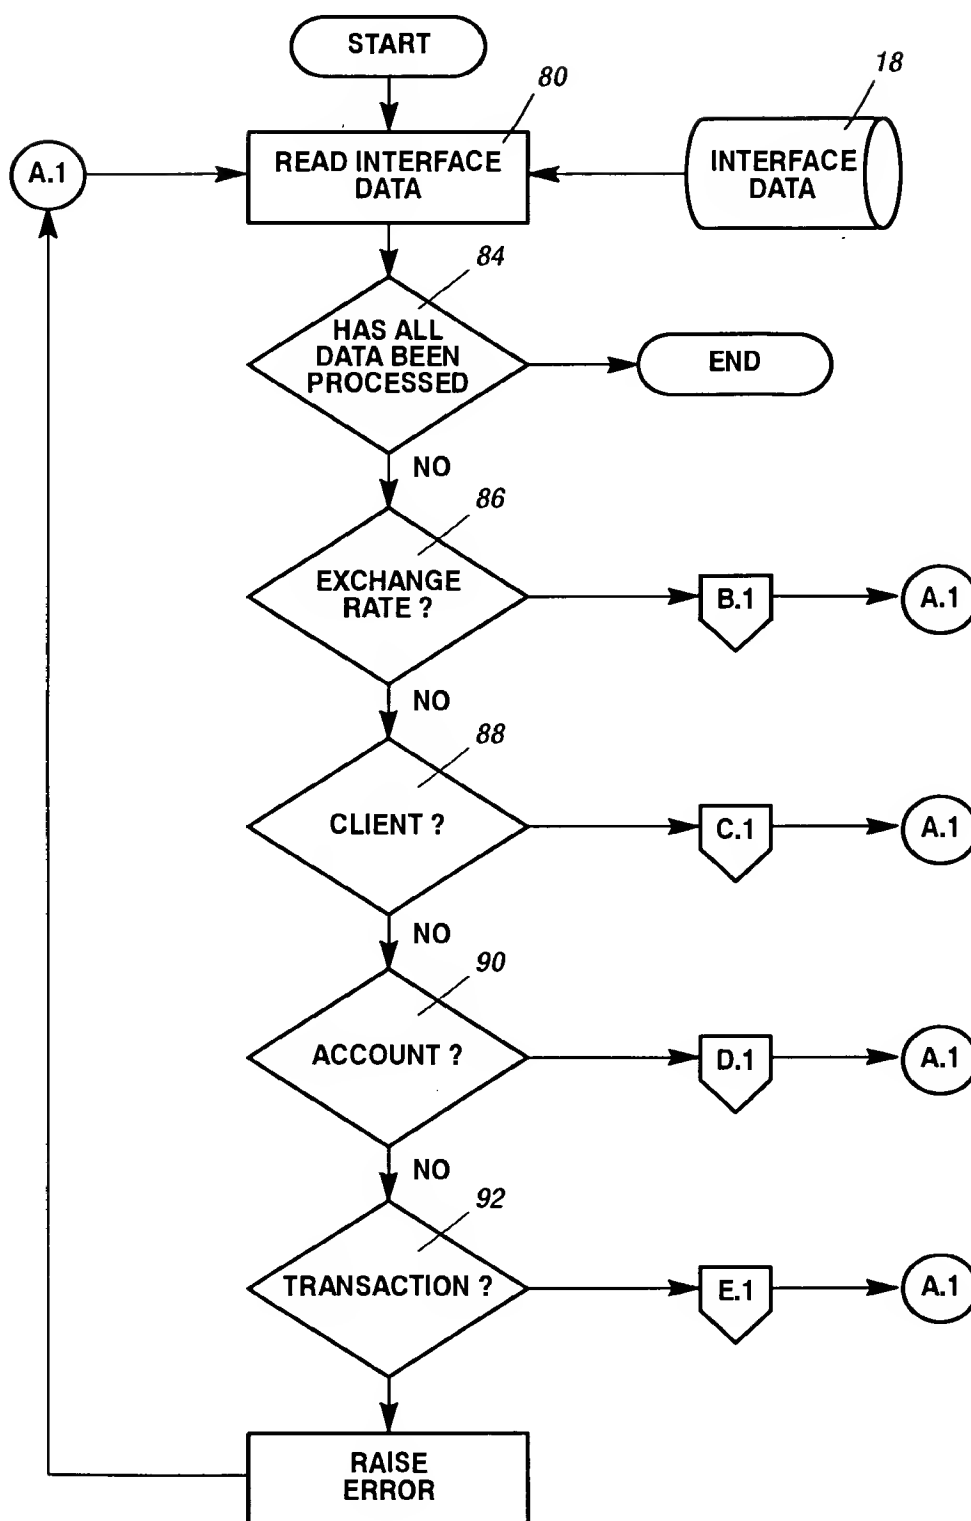 START
80
18
A.1
READ INTERFACE
DATA
INTERFACE
DATA
84
HAS ALL
DATA BEEN
PROCESSED
END
NO
86
EXCHANGE
RATE ?
B.1
A.1
NO
88
CLIENT ?
C.1
A.1
NO
90
ACCOUNT ?
D.1
A.1
NO
92
TRANSACTION ?
E.1
A.1
RAISE
ERROR